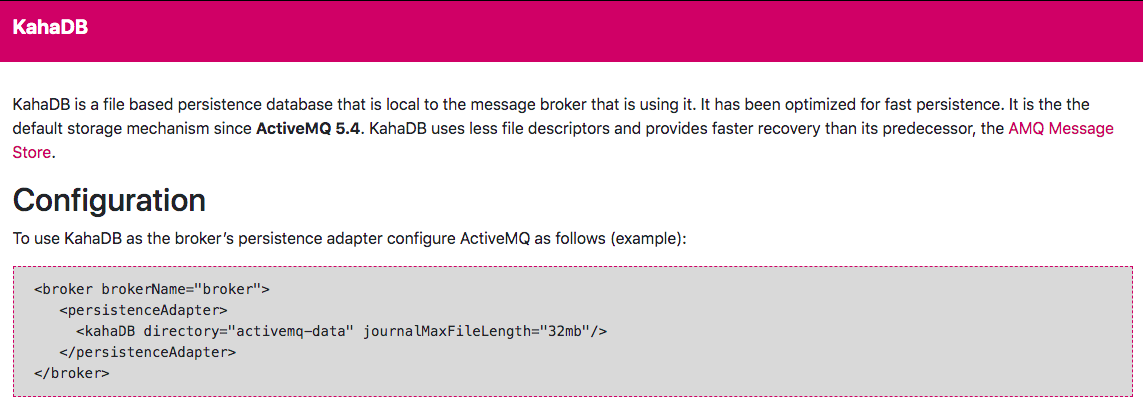 KahaDB
KahaDB is a file based persistence database that is local to the message broker that is using it. It has been optimized for fast persistence. It is the the
default storage mechanism since ActiveMQ 5.4. KahaDB uses less file descriptors and provides faster recovery than its predecessor, the AMQ Message
Store.
Configuration
To use KahaDB as the broker’s persistence adapter configure ActiveMQ as follows (example):
<broker brokerName="broker">
   <persistenceAdapter>
     <kahaDB directory="activemq-data" journalMaxFileLength="32mb"/>
   </persistenceAdapter>
</broker>